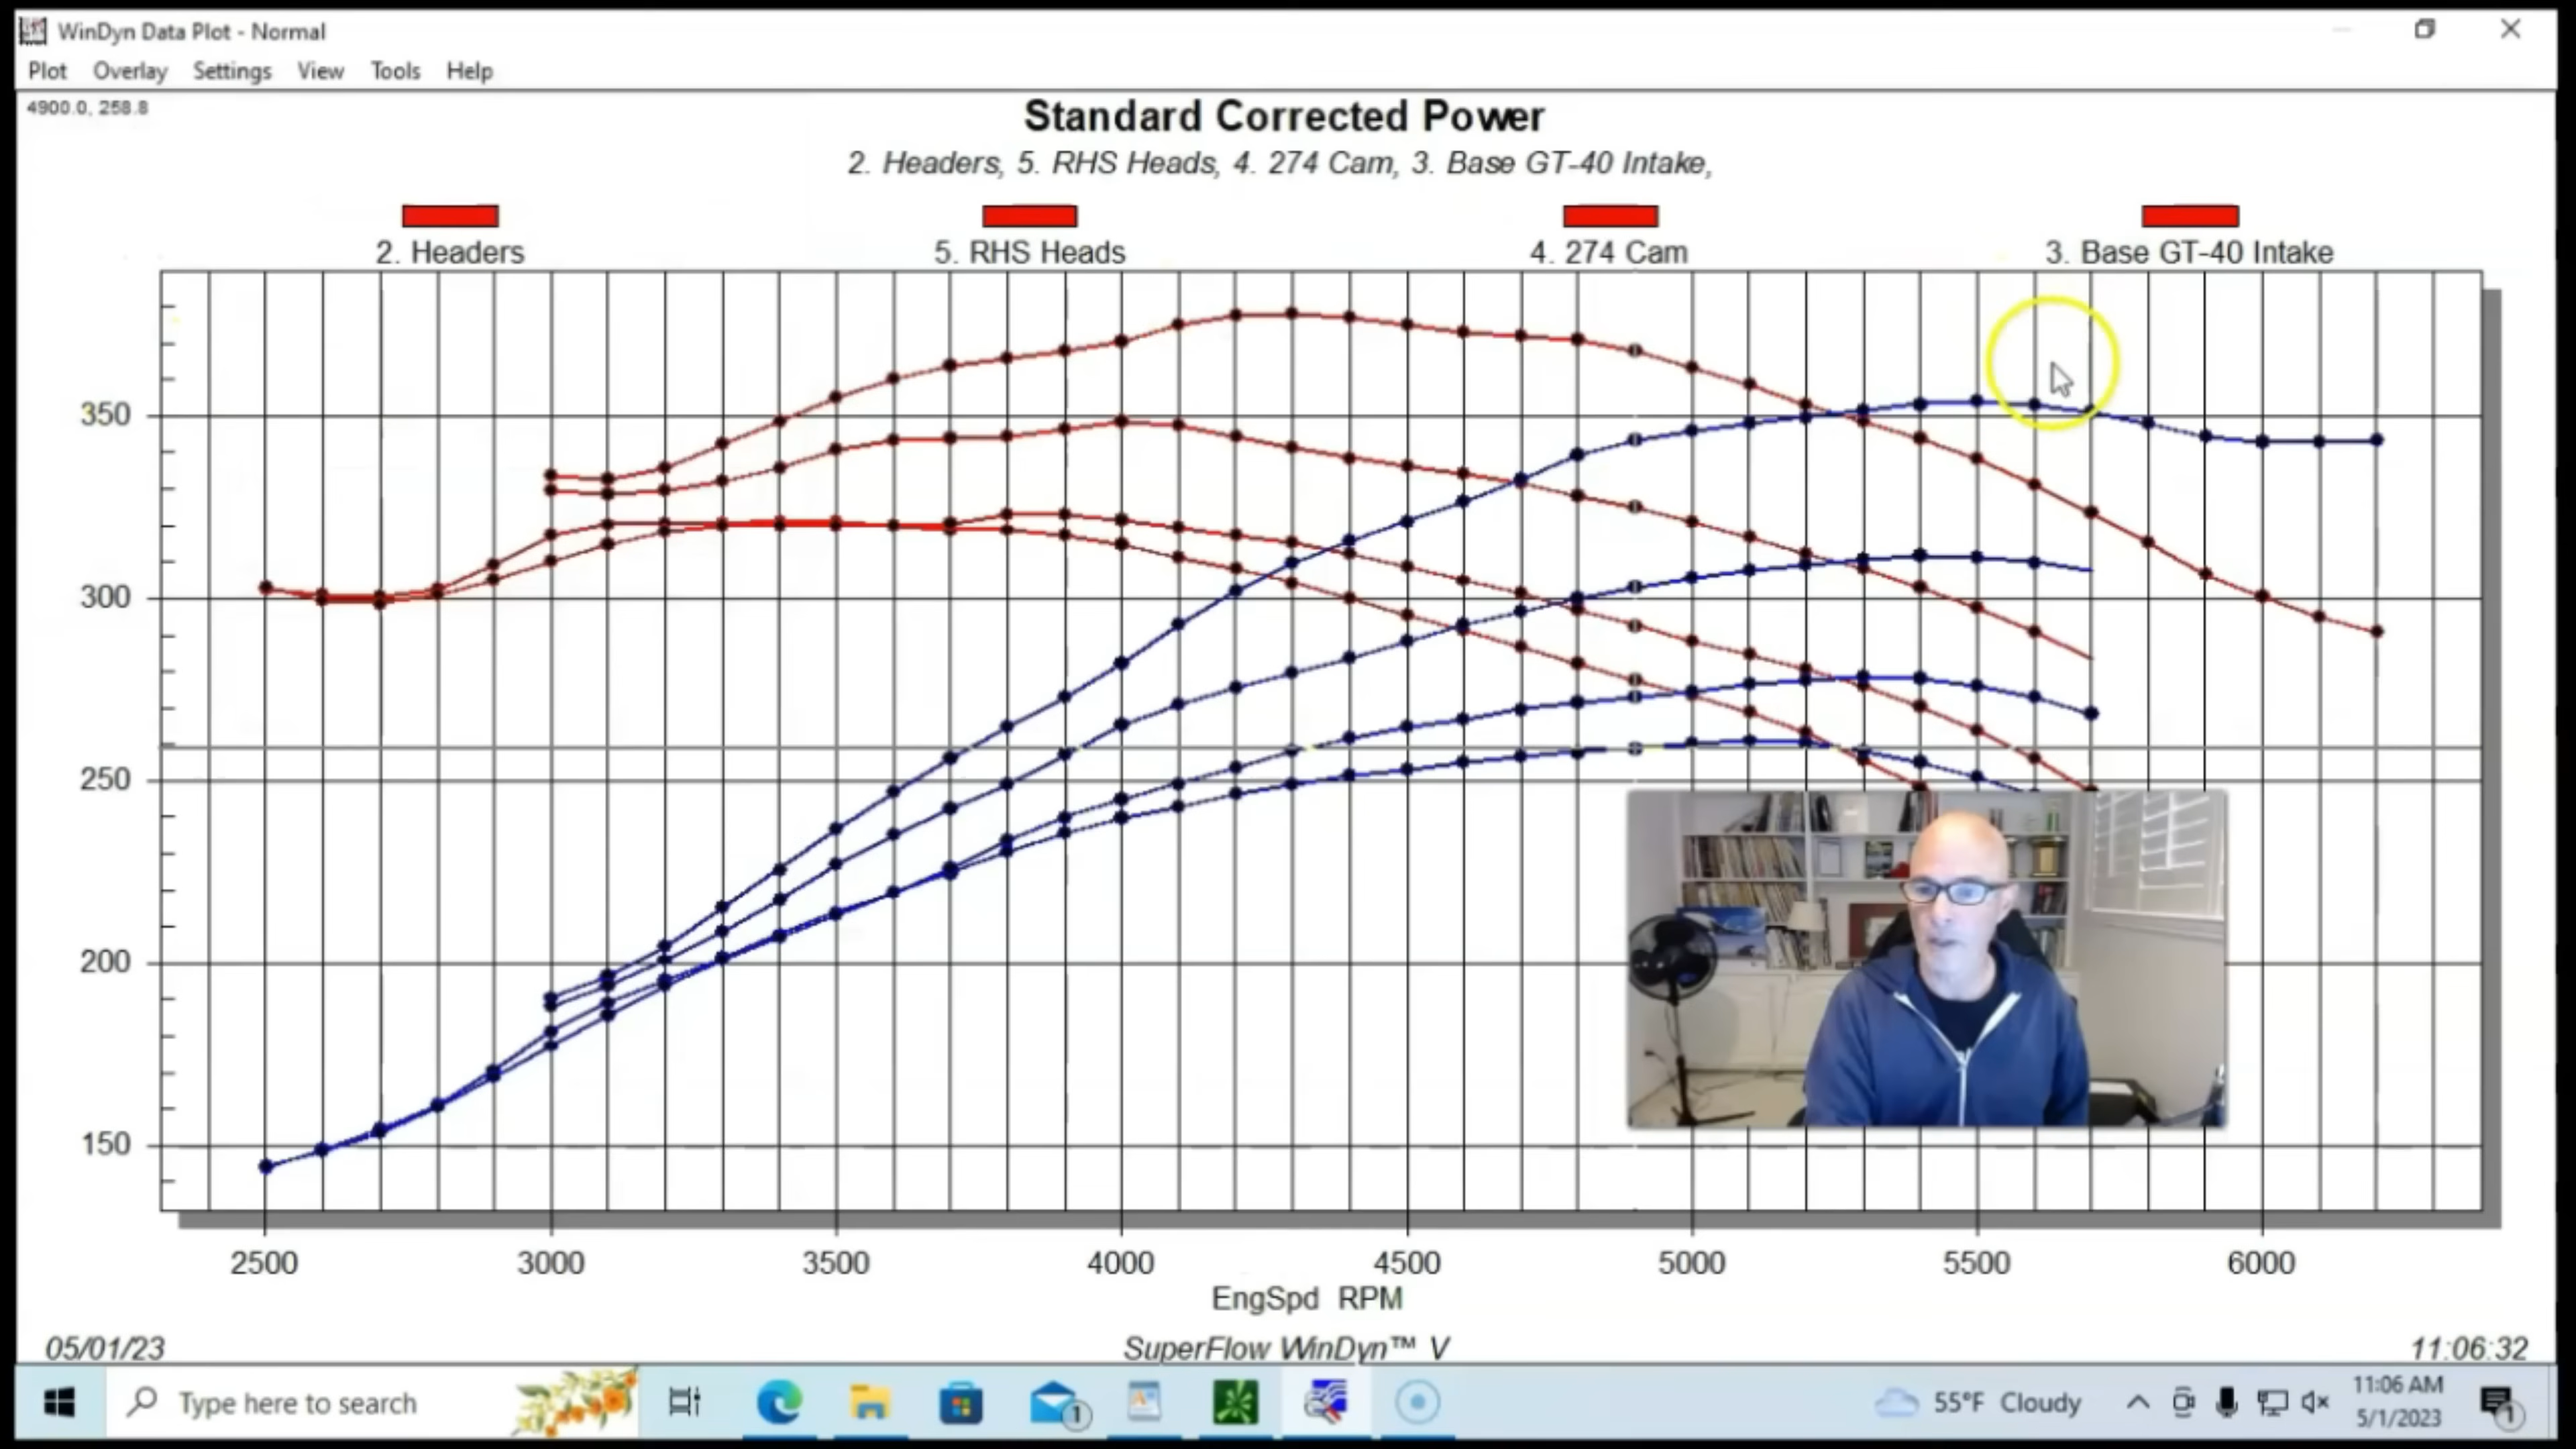 WinDyn Data Plot - Normal
Plot Overlay Settings View Tools Help
4900.0, 258.8
Standard Corrected Power
2. Headers, 5. RHS Heads, 4. 274 Cam, 3. Base GT-40 Intake,
2. Headers 5. RHS Heads 4. 274 Cam 3. Base GT-40 Intake
350
300
250
200
150
2500 3000 3500 4000 4500 5000 5500 6000
EngSpd RPM
05/01/23 SuperFlow WinDyn™ V 11:06:32
Type here to search 1 55°F Cloudy 11:06 AM 1
5/1/2023